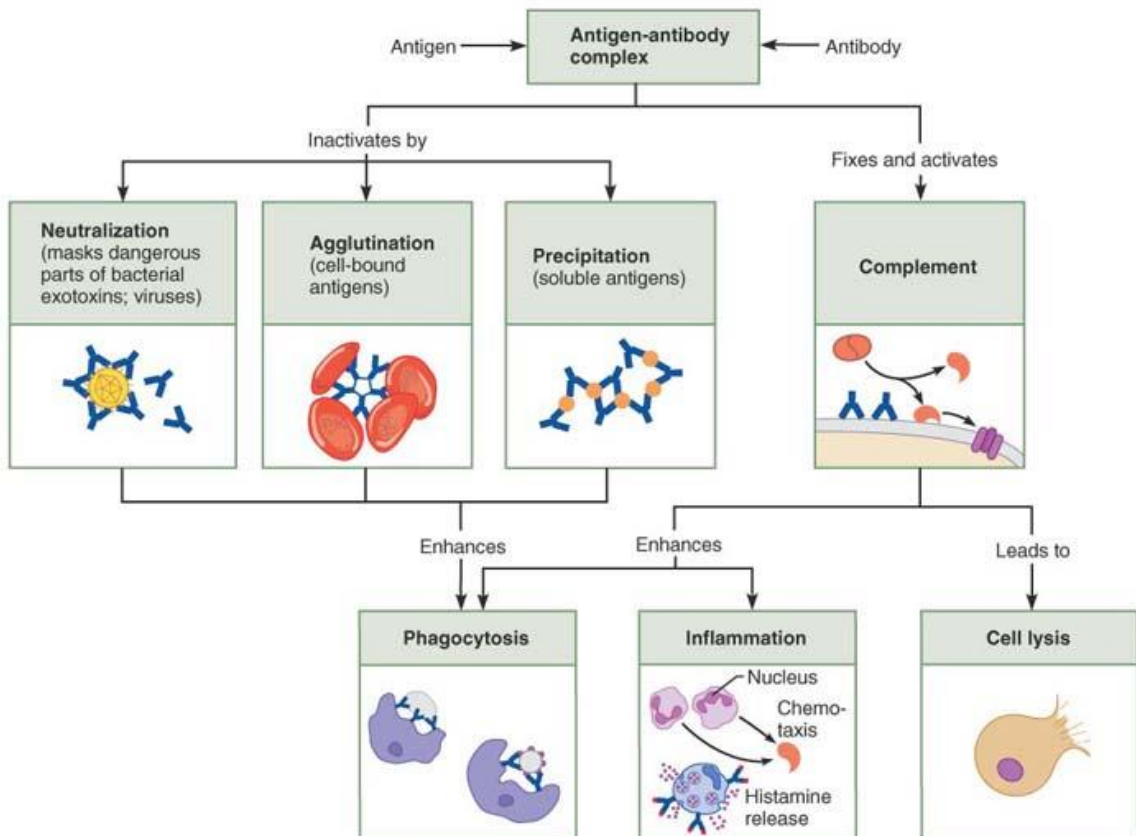 Antigen
Antigen-antibody
complex
Antibody
Inactivates by
Fixes and activates
Neutralization
(masks dangerous
parts of bacterial
exotoxins; viruses)
Agglutination
(cell-bound
antigens)
Precipitation
(soluble antigens)
Complement
Enhances
Enhances
Leads to
Phagocytosis
Inflammation
Cell lysis
Nucleus
Chemo-
taxis
Histamine
release